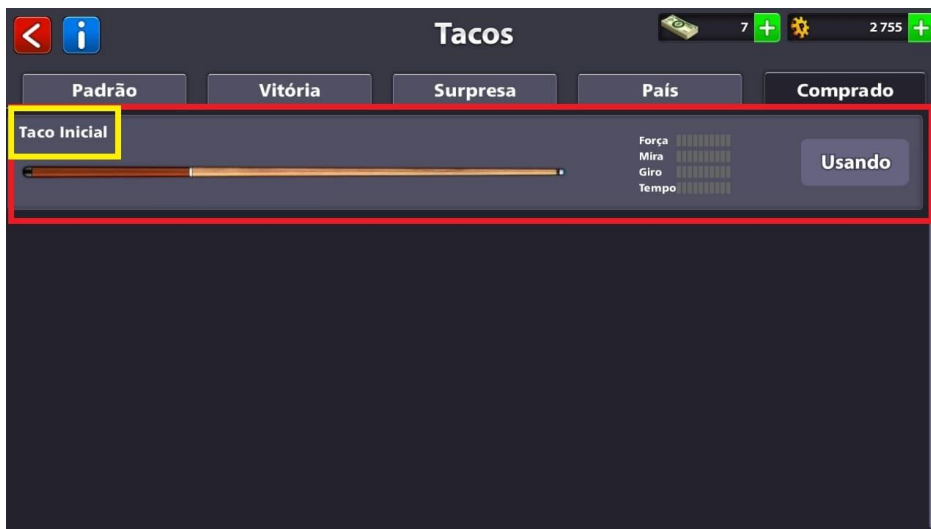 Tacos
7
2 755
Padrão Vitória Surpresa País Comprado
Taco Inicial
Força
Mira
Giro
Tempo
Usando